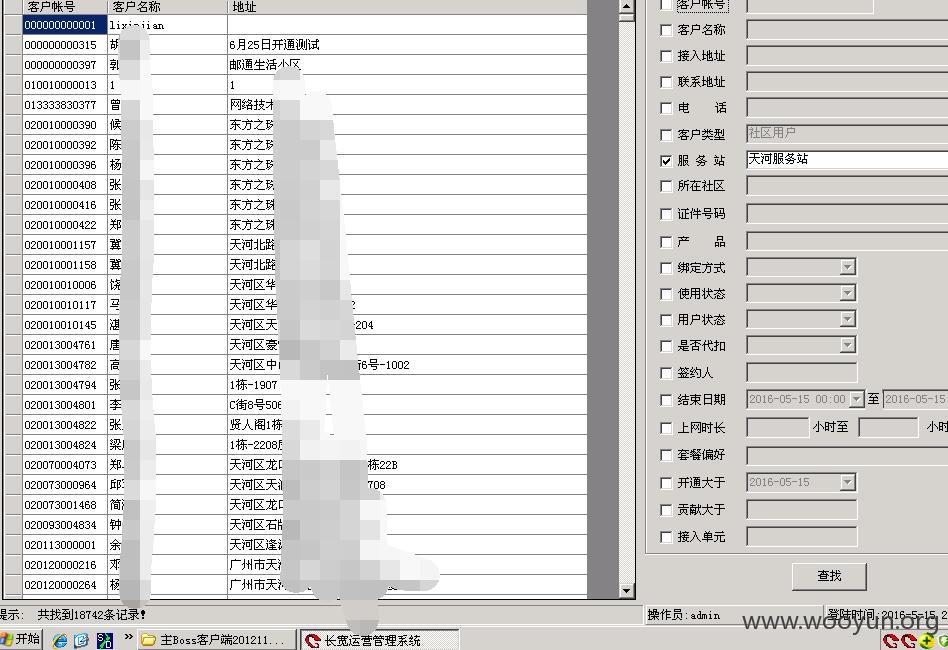 客户帐号 客户名称 地址
000000000001 lixinjian
000000000315 胡 6月25日开通测试
000000000397 郭 邮通生活小区
010010000013 1 1
013333830377 曾 网络技术
020010000390 候 东方之珠
020010000392 陈 东方之珠
020010000396 杨 东方之珠
020010000408 张 东方之珠
020010000416 张 东方之珠
020010000422 郑 东方之珠
020010001157 冀 天河北路
020010001158 冀 天河北路
020010010006 饶 天河区华
020010010117 马 天河区华 2
020010010145 湛 天河区天 -204
020013004761 唐 天河区豪
020013004782 高 天河区中 街6号-1002
020013004794 张 1栋-1907
020013004801 李 C街8号506
020013004822 张 贤人阁1栋
020013004824 梁 1栋-2208房
020070004073 郑 天河区龙口 栋22B
020073000964 邱 天河区天 708
020073001468 简 天河区龙口
020093004834 钟 天河区石牌
020113000001 余 天河区逢源
020120000216 邓 广州市天河
020120000264 杨 广州市天河
提示: 共找到18742条记录!
客户帐号
客户名称
接入地址
联系地址
电 话
客户类型 社区用户
服 务 站 天河服务站
所在社区
证件号码
产 品
绑定方式
使用状态
用户状态
是否代扣
签约人
结束日期 2016-05-15 00:00 至 2016-05-15
上网时长 小时至 小时
套餐偏好
开通大于 2016-05-15
贡献大于
接入单元
查找
操作员:admin 登陆时间:2016-5-15 2
www.wooyun.org
开始 » 主Boss客户端201211... 长宽运营管理系统